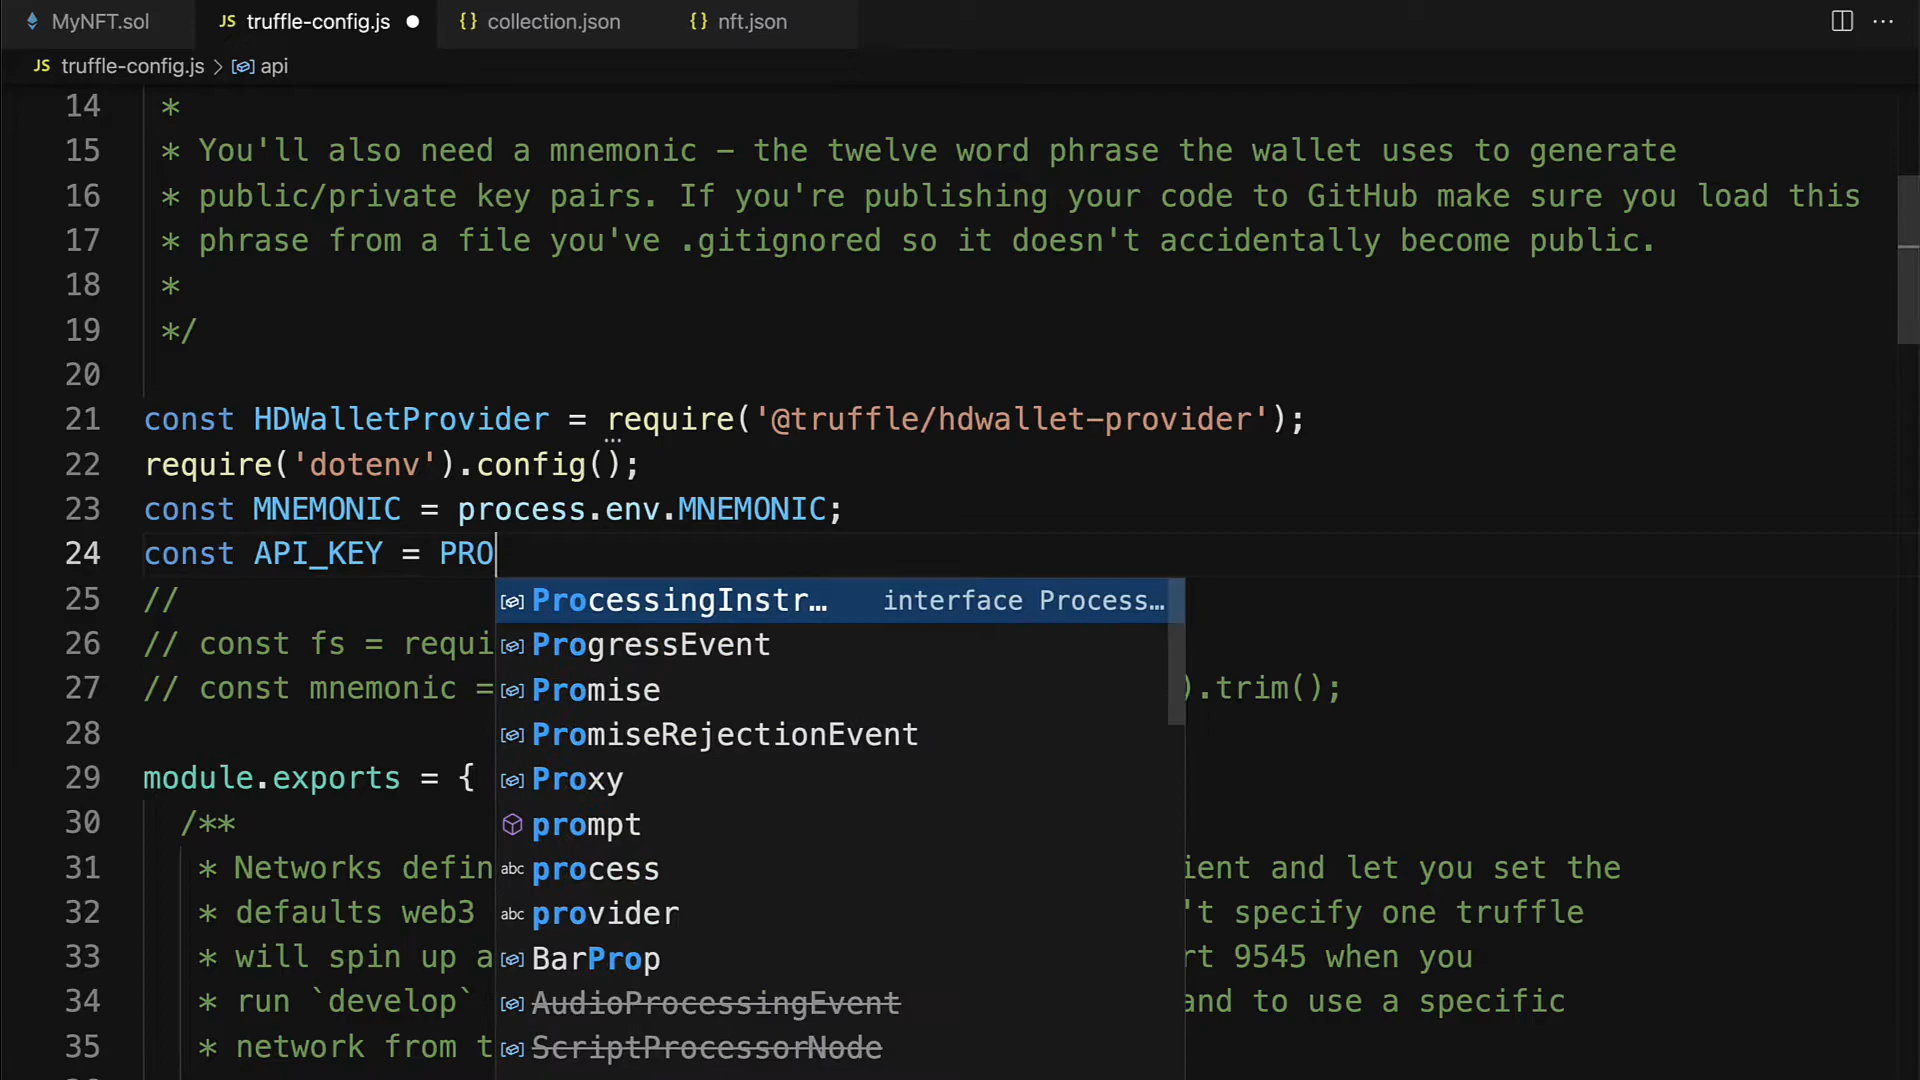 MyNFT.sol JS truffle-config.js {} collection.json {} nft.json ···
JS truffle-config.js > api
14 *
15 * You'll also need a mnemonic - the twelve word phrase the wallet uses to generate
16 * public/private key pairs. If you're publishing your code to GitHub make sure you load this
17 * phrase from a file you've .gitignored so it doesn't accidentally become public.
18 *
19 */
20
21 const HDWalletProvider = require('@truffle/hdwallet-provider');
22 require('dotenv').config();
23 const MNEMONIC = process.env.MNEMONIC;
24 const API_KEY = PRO
25 // ProcessingInstr… interface Process…
26 // const fs = requi ProgressEvent
27 // const mnemonic = Promise ).trim();
28 PromiseRejectionEvent
29 module.exports = { Proxy
30 /** prompt
31 * Networks defin abc process ient and let you set the
32 * defaults web3 abc provider 't specify one truffle
33 * will spin up a BarProp rt 9545 when you
34 * run `develop` AudioProcessingEvent and to use a specific
35 * network from t ScriptProcessorNode